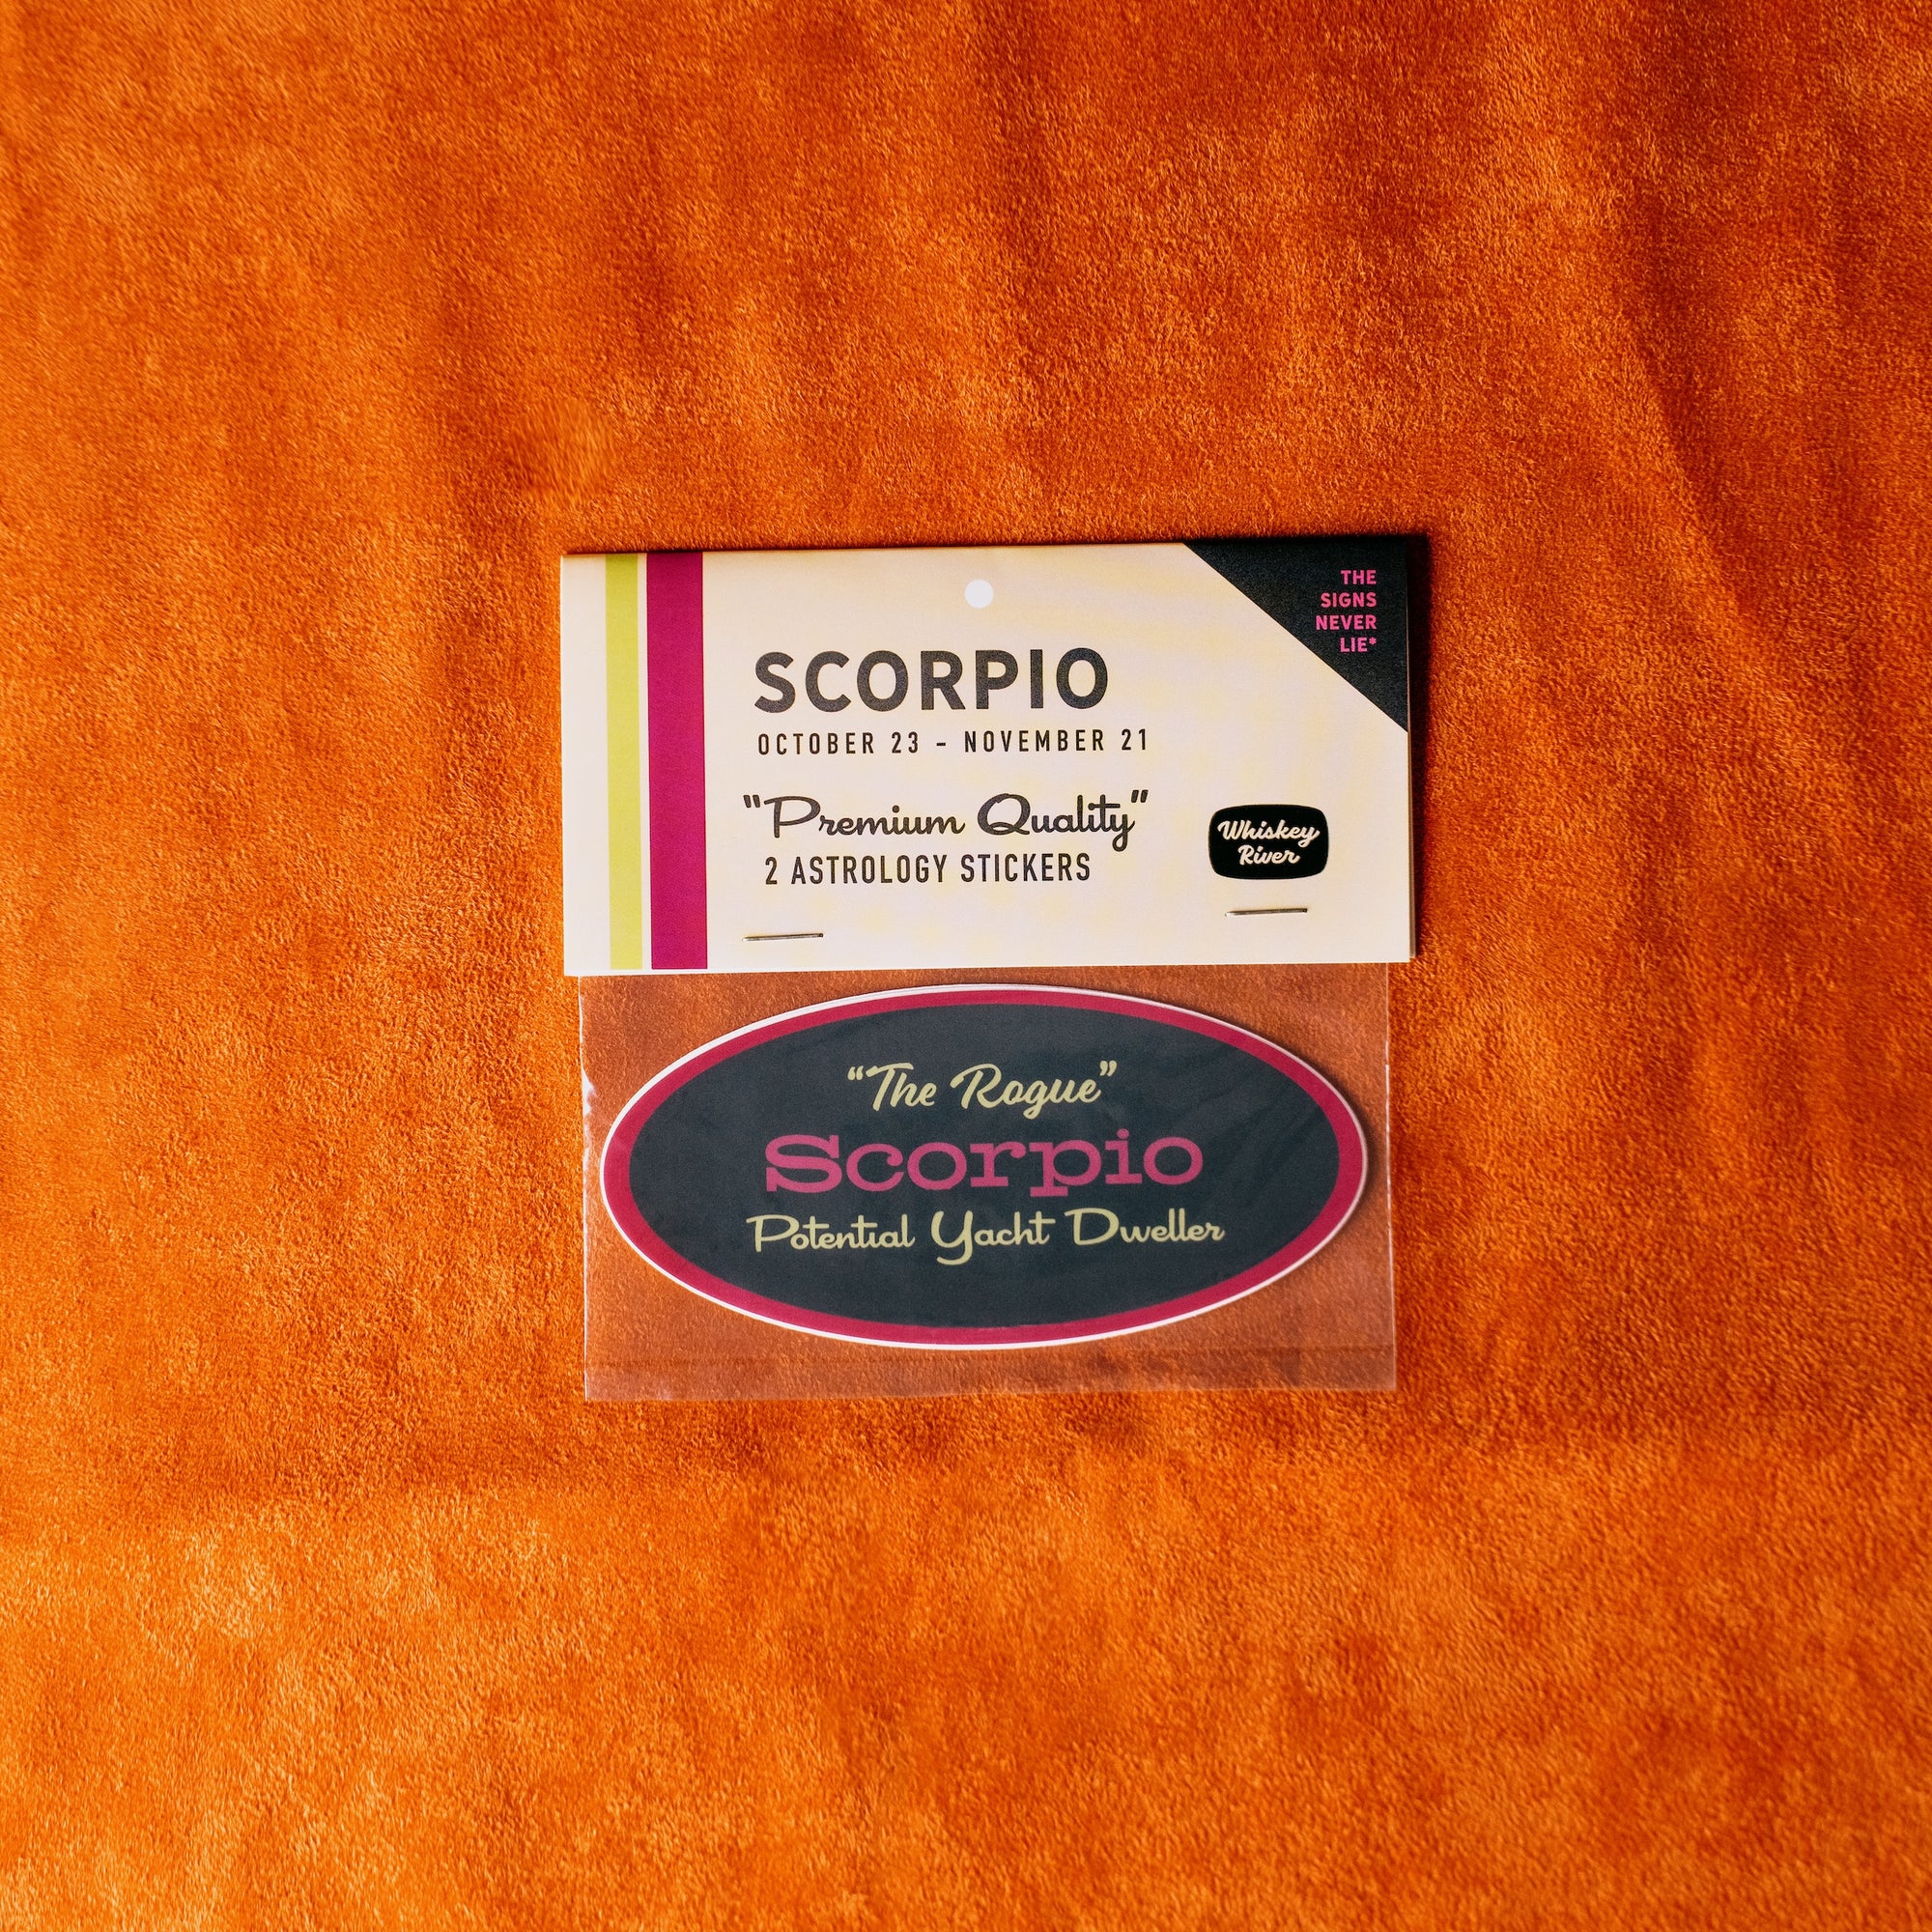 THE
SIGNS
NEVER
LIE*
SCORPIO
OCTOBER 23 - NOVEMBER 21
"Premium Quality"
2 ASTROLOGY STICKERS
Whiskey
River
“The Rogue”
Scorpio
Potential Yacht Dweller